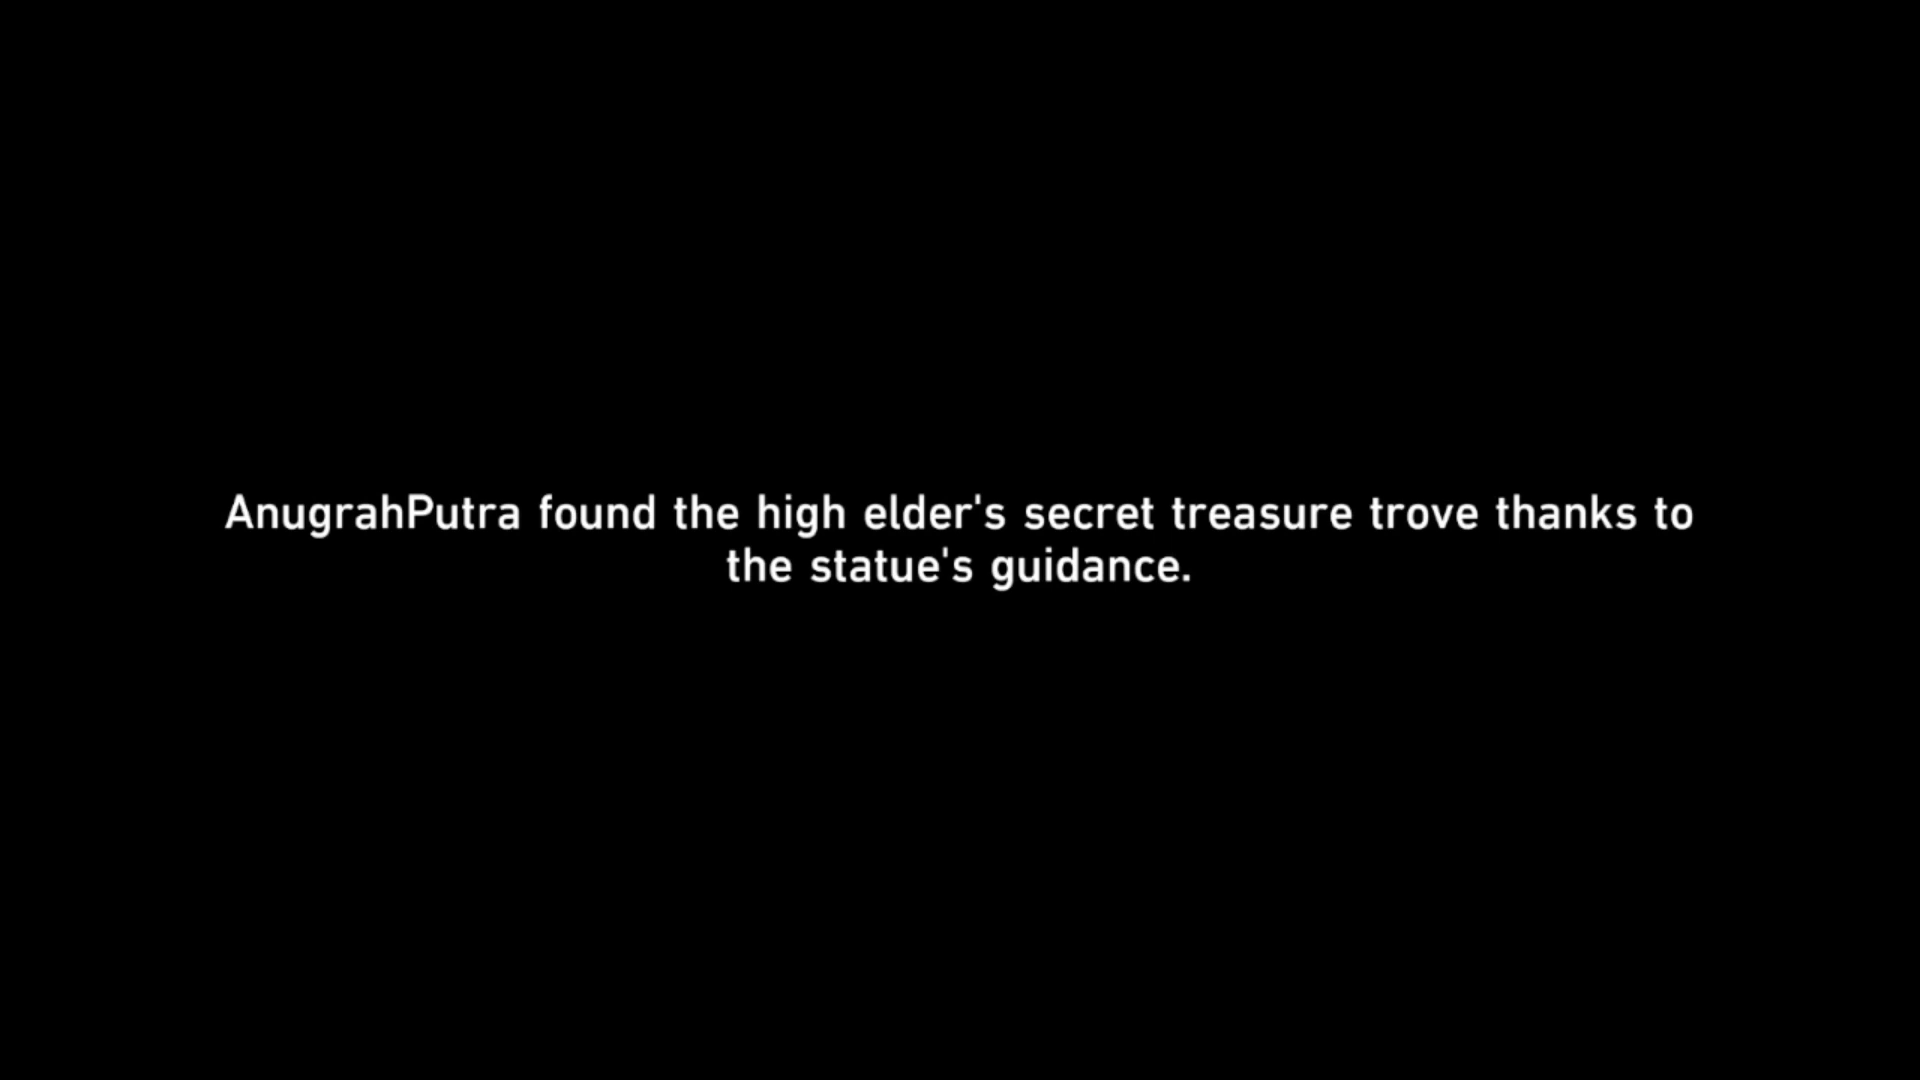 AnugrahPutra found the high elder's secret treasure trove thanks to
the statue's guidance.